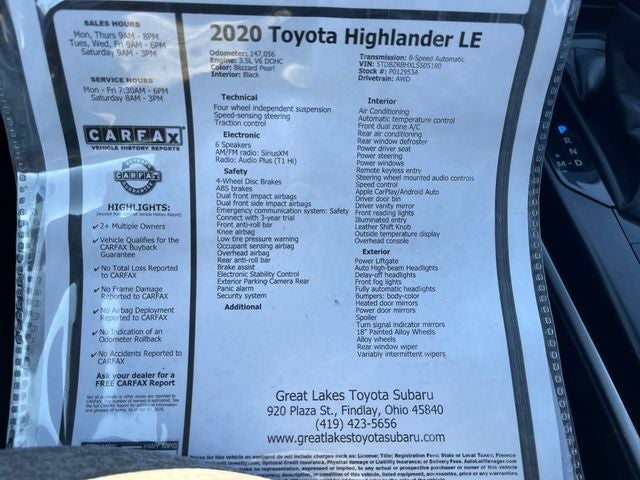 SALES HOURS
Mon, Thurs 9AM - 8PM
Tues, Wed, Fri 9AM - 6PM
Saturday 9AM - 3PM
SERVICE HOURS
Mon - Fri 7:30AM - 6PM
Saturday 8AM - 3PM
CARFAX
VEHICLE HISTORY REPORTS
CARFAX
HIGHLIGHTS:
✔ 2+ Multiple Owners
✔ Vehicle Qualifies for the
CARFAX Buyback
Guarantee
✔ No Total Loss Reported
to CARFAX
✔ No Frame Damage
Reported to CARFAX
✔ No Airbag Deployment
Reported to CARFAX
✔ No Indication of an
Odometer Rollback
✔ No Accidents Reported to
CARFAX
Ask your dealer for a
FREE CARFAX Report
2020 Toyota Highlander LE
Odometer: 147,056
Engine: 3.5L V6 DOHC
Color: Blizzard Pearl
Interior: Black
Transmission: 8-Speed Automatic
VIN: 5TDBZRBHXLS505180
Stock #: P012953A
Drivetrain: AWD
Technical
Four wheel independent suspension
Speed-sensing steering
Traction control
Electronic
6 Speakers
AM/FM radio: SiriusXM
Radio: Audio Plus (T1 Hi)
Safety
4-Wheel Disc Brakes
ABS brakes
Dual front impact airbags
Dual front side impact airbags
Emergency communication system: Safety
Connect with 3-year trial
Front anti-roll bar
Knee airbag
Low tire pressure warning
Occupant sensing airbag
Overhead airbag
Rear anti-roll bar
Brake assist
Electronic Stability Control
Exterior Parking Camera Rear
Panic alarm
Security system
Additional
Interior
Air Conditioning
Automatic temperature control
Front dual zone A/C
Rear air conditioning
Rear window defroster
Power driver seat
Power steering
Power windows
Remote keyless entry
Steering wheel mounted audio controls
Speed control
Apple CarPlay/Android Auto
Driver door bin
Driver vanity mirror
Front reading lights
Illuminated entry
Leather Shift Knob
Outside temperature display
Overhead console
Exterior
Power Liftgate
Auto High-beam Headlights
Delay-off headlights
Front fog lights
Fully automatic headlights
Bumpers: body-color
Heated door mirrors
Power door mirrors
Spoiler
Turn signal indicator mirrors
18" Painted Alloy Wheels
Alloy wheels
Rear window wiper
Variably intermittent wipers
Great Lakes Toyota Subaru
920 Plaza St., Findlay, Ohio 45840
(419) 423-5656
www.greatlakestoyotasubaru.com
P
R
N
D
+
M
-